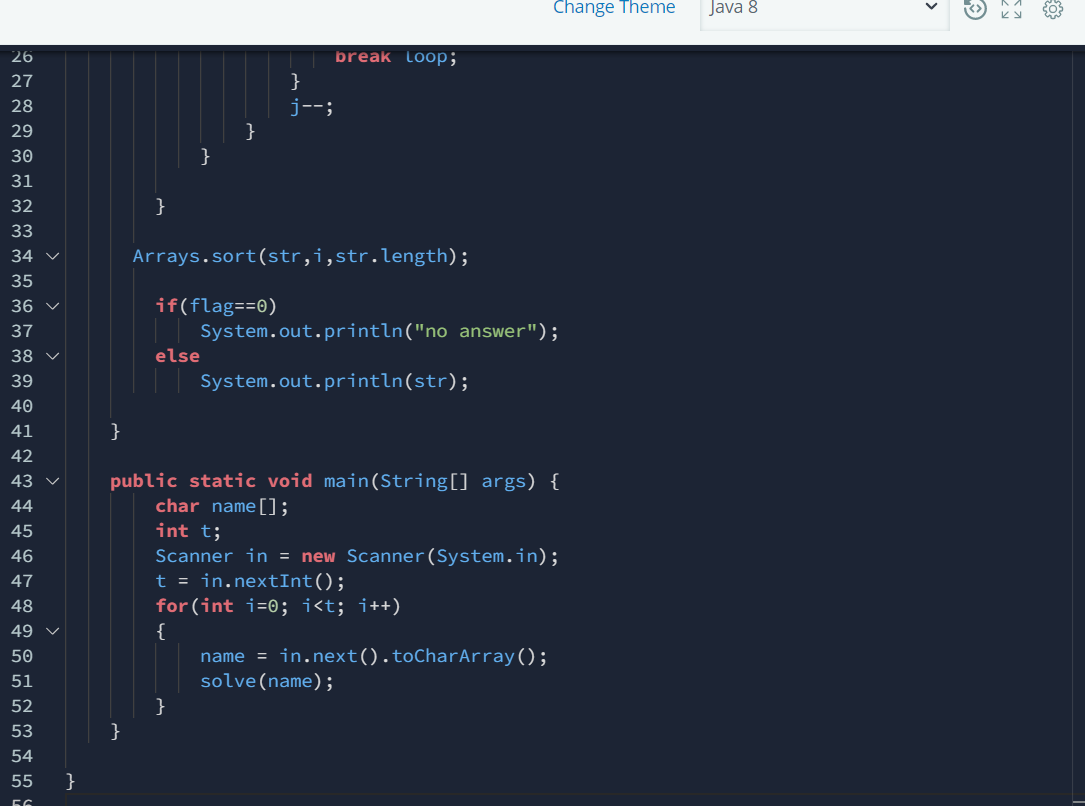 Change Theme Java 8
26 break loop;
27 }
28 j--;
29 }
30 }
31
32 }
33
34 Arrays.sort(str,i,str.length);
35
36 if(flag==0)
37 System.out.println("no answer");
38 else
39 System.out.println(str);
40
41 }
42
43 public static void main(String[] args) {
44 char name[];
45 int t;
46 Scanner in = new Scanner(System.in);
47 t = in.nextInt();
48 for(int i=0; i<t; i++)
49 {
50 name = in.next().toCharArray();
51 solve(name);
52 }
53 }
54
55 }
56